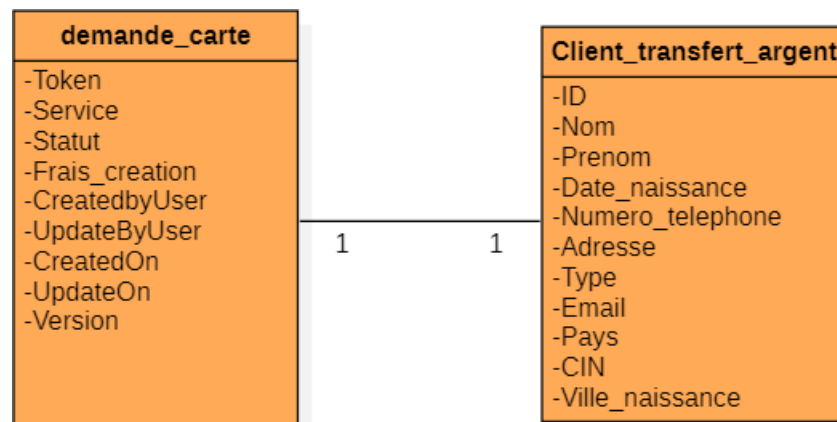 demande_carte
-Token
-Service
-Statut
-Frais_creation
-CreatedbyUser
-UpdateByUser
-CreatedOn
-UpdateOn
-Version
1
1
Client_transfert_argent
-ID
-Nom
-Prenom
-Date_naissance
-Numero_telephone
-Adresse
-Type
-Email
-Pays
-CIN
-Ville_naissance